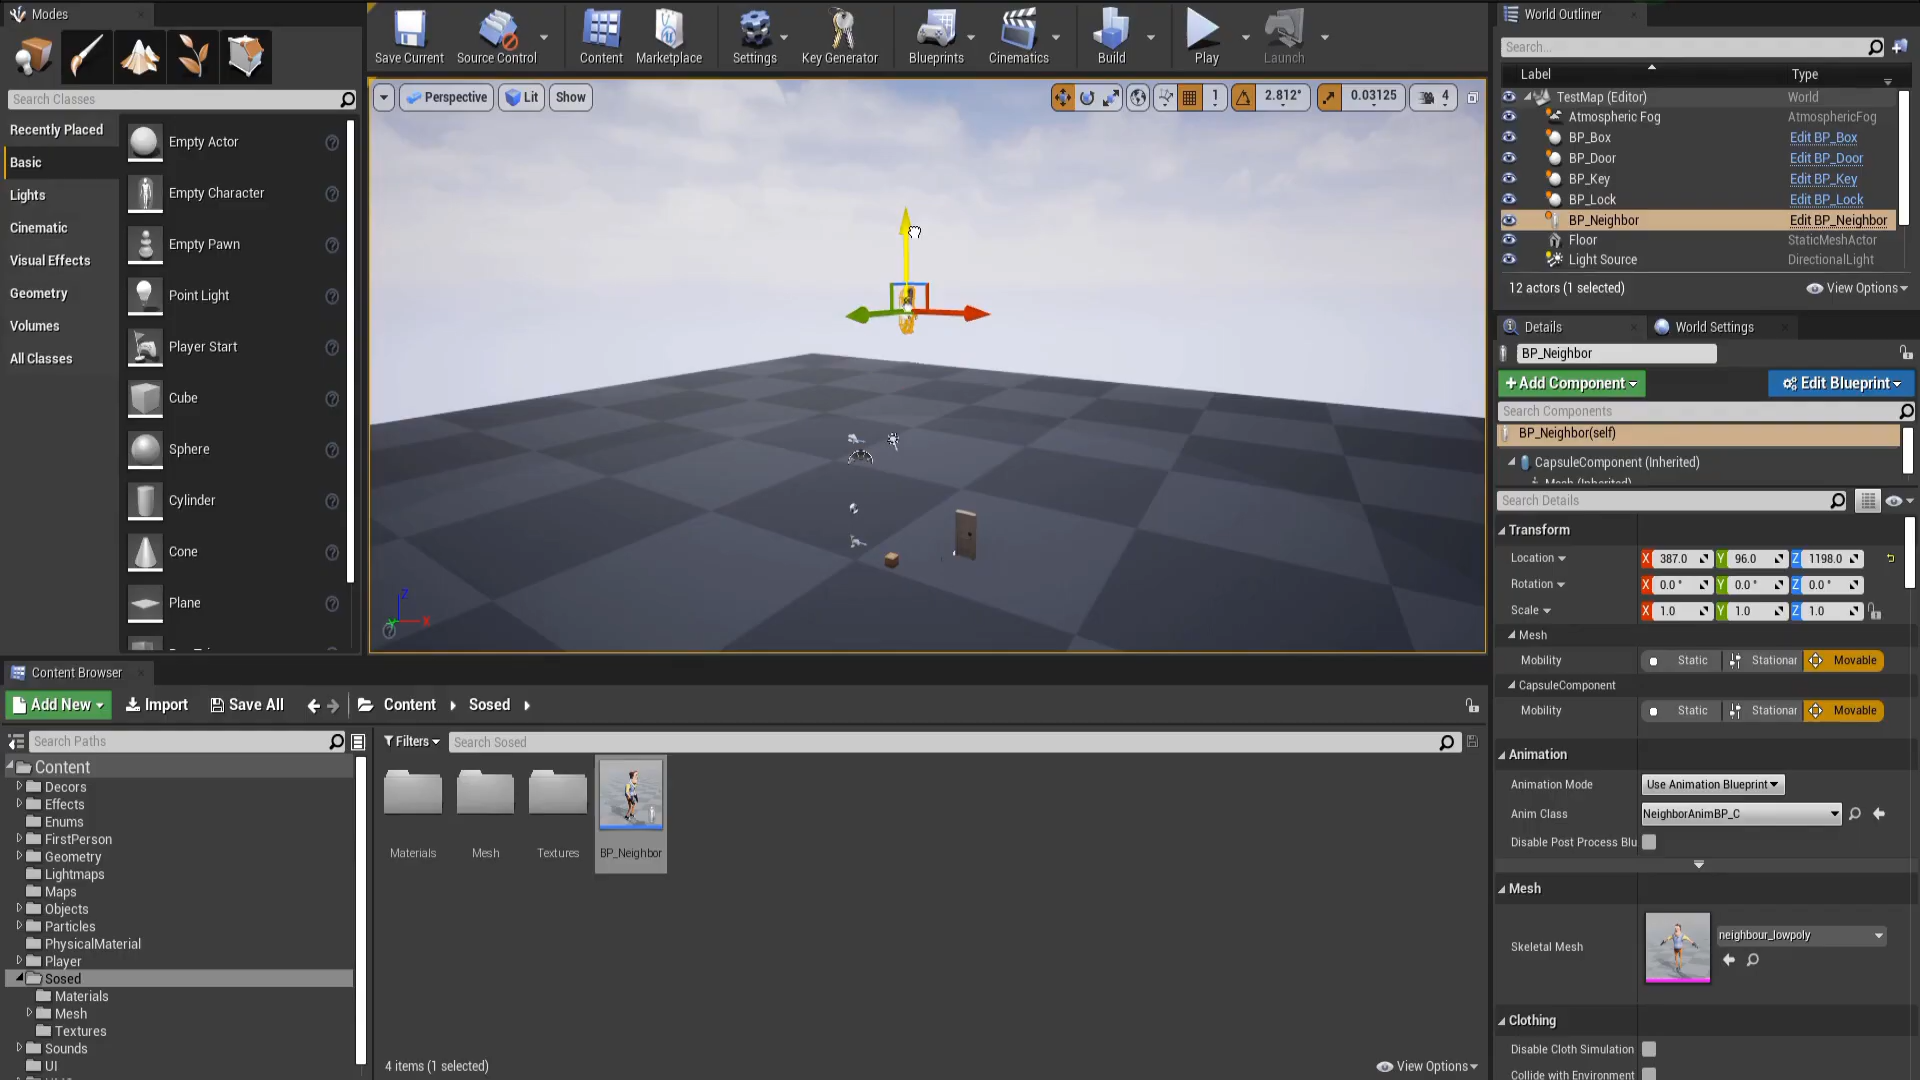 Modes
Save Current
Source Control
Content
Marketplace
Settings
Key Generator
Blueprints
Cinematics
Build
Play
Launch
Search Classes
Recently Placed
Basic
Lights
Cinematic
Visual Effects
Geometry
Volumes
All Classes
Empty Actor
Empty Character
Empty Pawn
Point Light
Player Start
Cube
Sphere
Cylinder
Cone
Plane
Perspective
Lit
Show
1
2.812°
0.03125
4
Z
X
World Outliner
Search...
Label
Type
TestMap (Editor)
World
Atmospheric Fog
AtmosphericFog
BP_Box
Edit BP_Box
BP_Door
Edit BP_Door
BP_Key
Edit BP_Key
BP_Lock
Edit BP_Lock
BP_Neighbor
Edit BP_Neighbor
Floor
StaticMeshActor
Light Source
DirectionalLight
12 actors (1 selected)
View Options
Details
World Settings
BP_Neighbor
+Add Component
Edit Blueprint
Search Components
BP_Neighbor(self)
CapsuleComponent (Inherited)
Mesh (Inherited)
Search Details
Transform
Location
X 387.0 Y 96.0 Z 1198.0
Rotation
X 0.0 ° Y 0.0 ° Z 0.0 °
Scale
X 1.0 Y 1.0 Z 1.0
Mesh
Mobility
Static
Stationar
Movable
CapsuleComponent
Mobility
Static
Stationar
Movable
Animation
Animation Mode
Use Animation Blueprint
Anim Class
NeighborAnimBP_C
Disable Post Process Blu
Mesh
Skeletal Mesh
neighbour_lowpoly
Clothing
Disable Cloth Simulation
Collide with Environment
Content Browser
Add New
Import
Save All
Content
Sosed
Search Paths
Filters
Search Sosed
Content
Decors
Effects
Enums
FirstPerson
Geometry
Lightmaps
Maps
Objects
Particles
PhysicalMaterial
Player
Sosed
Materials
Mesh
Textures
Sounds
UI
Materials
Mesh
Textures
BP_Neighbor
4 items (1 selected)
View Options